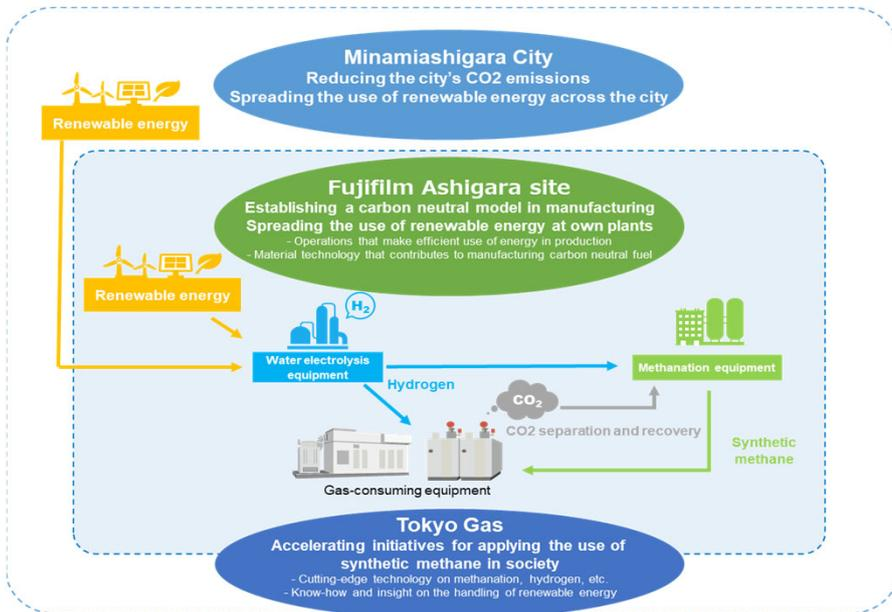 Minamiashigara City
Reducing the city's CO2 emissions
Spreading the use of renewable energy across the city
Renewable energy
Fujifilm Ashigara site
Establishing a carbon neutral model in manufacturing
Spreading the use of renewable energy at own plants
- Operations that make efficient use of energy in production
- Material technology that contributes to manufacturing carbon neutral fuel
Renewable energy
H₂
Water electrolysis
equipment
Methanation equipment
Hydrogen
CO₂
CO2 separation and recovery
Synthetic
methane
Gas-consuming equipment
Tokyo Gas
Accelerating initiatives for applying the use of
synthetic methane in society
- Cutting-edge technology on methanation, hydrogen, etc.
- Know-how and insight on the handling of renewable energy